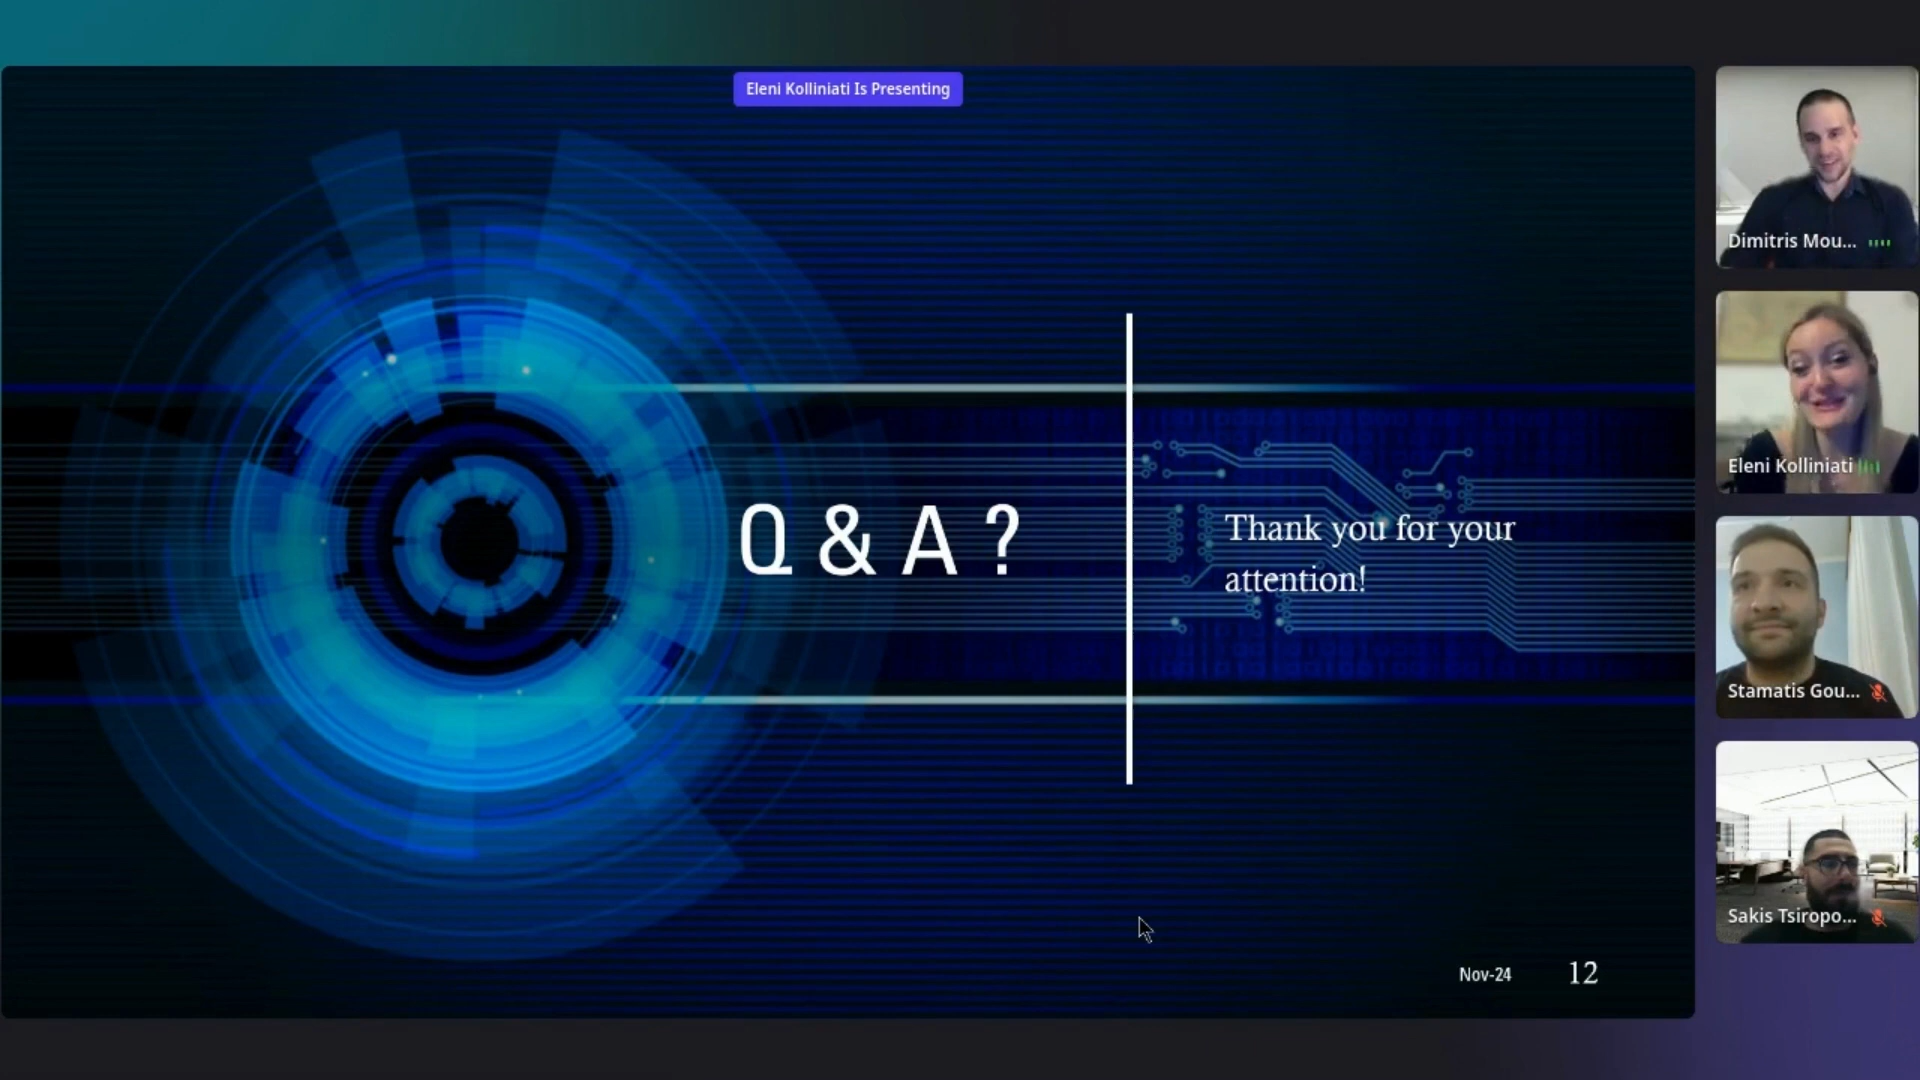 Eleni Kolliniati Is Presenting
Q & A ?
Thank you for your
attention!
Nov-24
12
Dimitris Mou...
Eleni Kolliniati
Stamatis Gou...
Sakis Tsiropo...